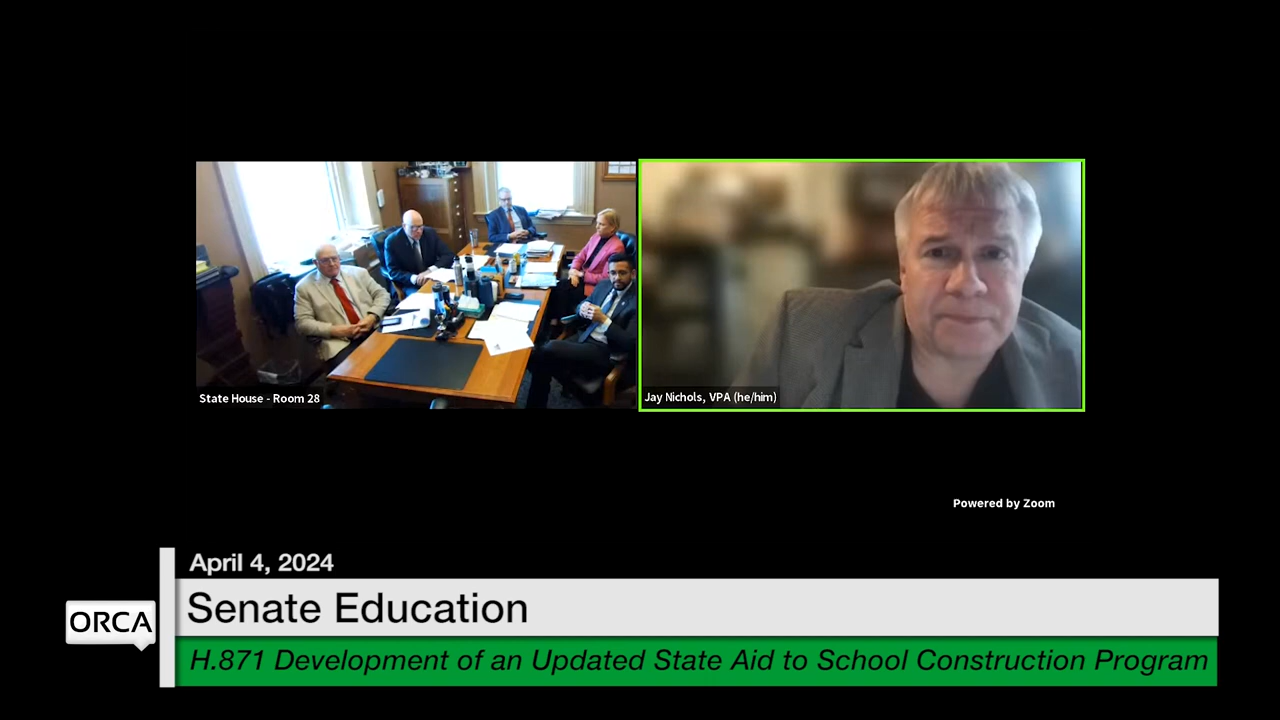 State House - Room 28
Jay Nichols, VPA (he/him)
Powered by Zoom
April 4, 2024
Senate Education
ORCA
H.871 Development of an Updated State Aid to School Construction Program